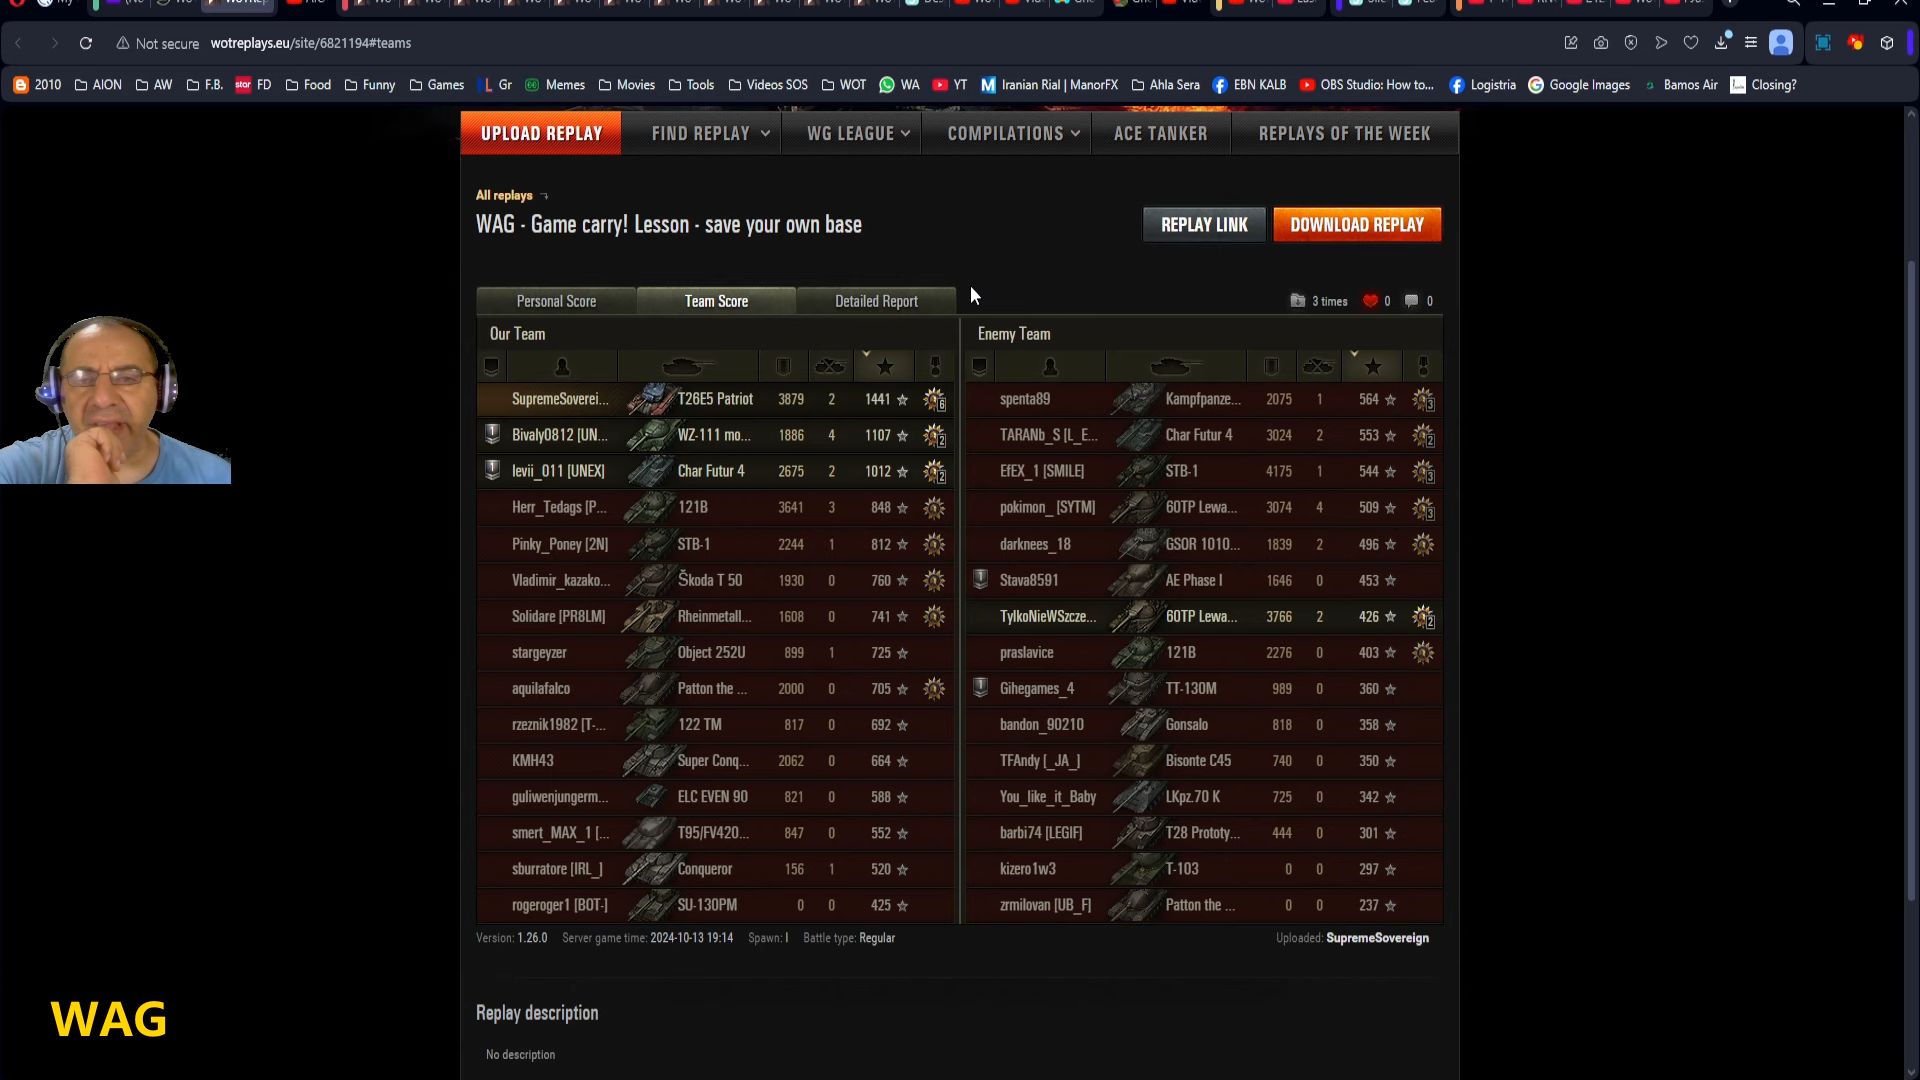 Not secure wotreplays.eu/site/6821194#teams
2010 AION AW F.B. star FD Food Funny Games Gr Memes Movies Tools Videos SOS WOT WA YT Iranian Rial | ManorFX Ahla Sera EBN KALB OBS Studio: How to... Logistria Google Images Bamos Air Closing?
UPLOAD REPLAY FIND REPLAY WG LEAGUE COMPILATIONS ACE TANKER REPLAYS OF THE WEEK
All replays
WAG - Game carry! Lesson - save your own base
REPLAY LINK DOWNLOAD REPLAY
Personal Score Team Score Detailed Report 3 times 0 0
Our Team Enemy Team
SupremeSoverei... T26E5 Patriot 3879 2 1441 6 spenta89 Kampfpanze... 2075 1 564 3
Bivaly0812 [UN... WZ-111 mo... 1886 4 1107 2 TARANb_S [L_E... Char Futur 4 3024 2 553 2
levii_011 [UNEX] Char Futur 4 2675 2 1012 2 EfEX_1 [SMILE] STB-1 4175 1 544 3
Herr_Tedags [P... 121B 3641 3 848 pokimon_ [SYTM] 60TP Lewa... 3074 4 509 3
Pinky_Poney [2N] STB-1 2244 1 812 darknees_18 GSOR 1010... 1839 2 496
Vladimir_kazako... Škoda T 50 1930 0 760 Stava8591 AE Phase I 1646 0 453
Solidare [PR8LM] Rheinmetall... 1608 0 741 TylkoNieWSzcze... 60TP Lewa... 3766 2 426 2
stargeyzer Object 252U 899 1 725 praslavice 121B 2276 0 403
aquilafalco Patton the ... 2000 0 705 Gihegames_4 TT-130M 989 0 360
rzeznik1982 [T-... 122 TM 817 0 692 bandon_90210 Gonsalo 818 0 358
KMH43 Super Conq... 2062 0 664 TFAndy [_JA_] Bisonte C45 740 0 350
guliwenjungerm... ELC EVEN 90 821 0 588 You_like_it_Baby LKpz.70 K 725 0 342
smert_MAX_1 [... T95/FV420... 847 0 552 barbi74 [LEGIF] T28 Prototy... 444 0 301
sburratore [IRL_] Conqueror 156 1 520 kizero1w3 T-103 0 0 297
rogeroger1 [BOT-] SU-130PM 0 0 425 zrmilovan [UB_F] Patton the ... 0 0 237
Version: 1.26.0 Server game time: 2024-10-13 19:14 Spawn: I Battle type: Regular Uploaded: SupremeSovereign
Replay description
No description
WAG